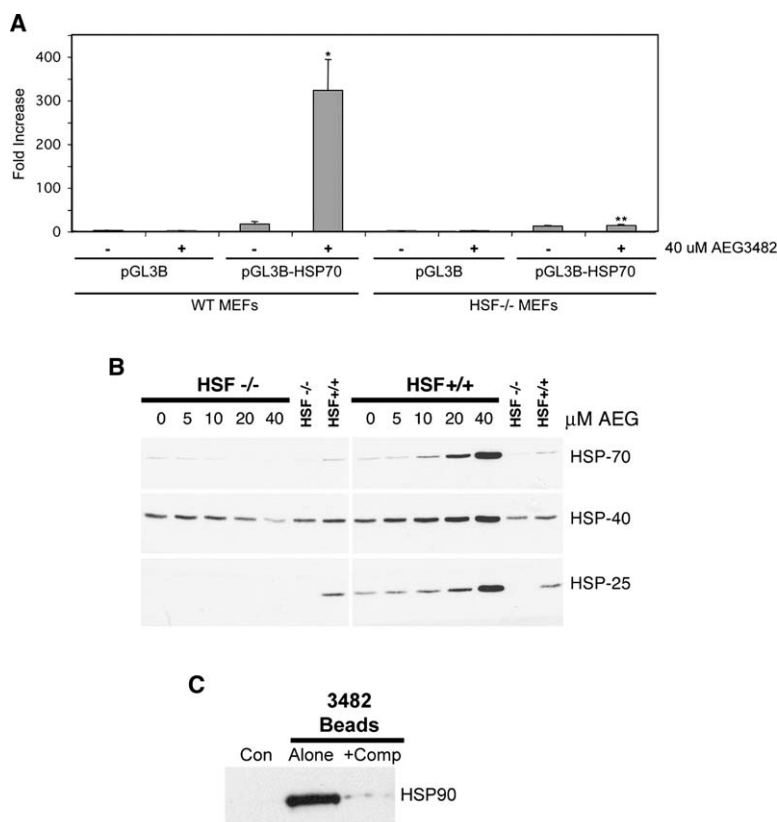 A
Fold Increase
400
300
200
100
0
*
**
- + - + - + - + 40 uM AEG3482
pGL3B pGL3B-HSP70 pGL3B pGL3B-HSP70
WT MEFs HSF-/- MEFs
B
HSF -/- HSF -/- HSF+/+ HSF+/+ HSF -/- HSF+/+
0 5 10 20 40 0 5 10 20 40 μM AEG
HSP-70
HSP-40
HSP-25
C
3482
Beads
Con Alone +Comp
HSP90